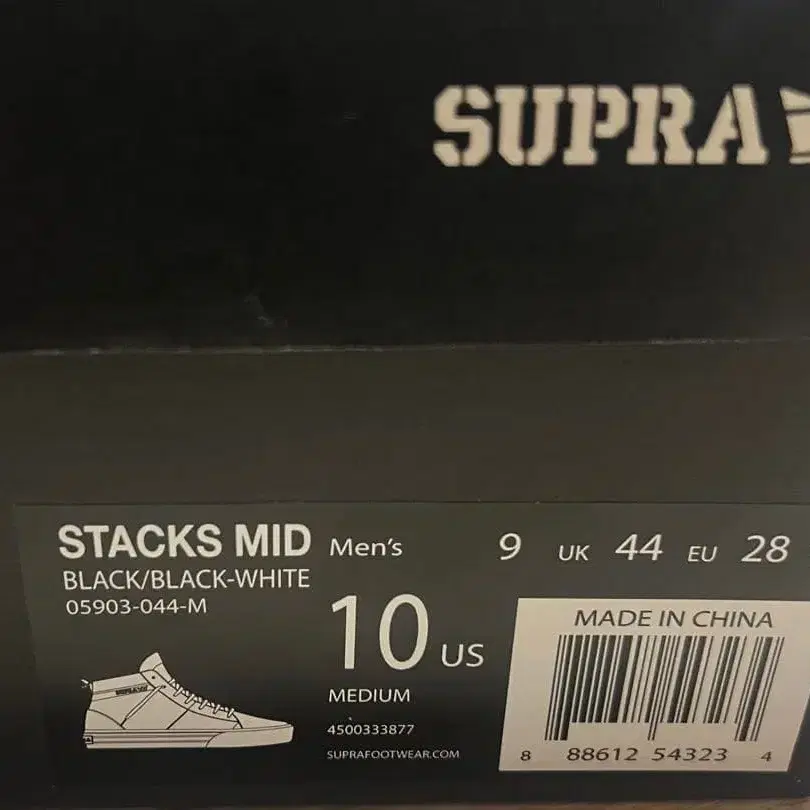 SUPRA
STACKS MID Men's 9 UK 44 EU 28
BLACK/BLACK-WHITE
05903-044-M
10 US
MEDIUM
4500333877
SUPRAFOOTWEAR.COM
MADE IN CHINA
8 88612 54323 4